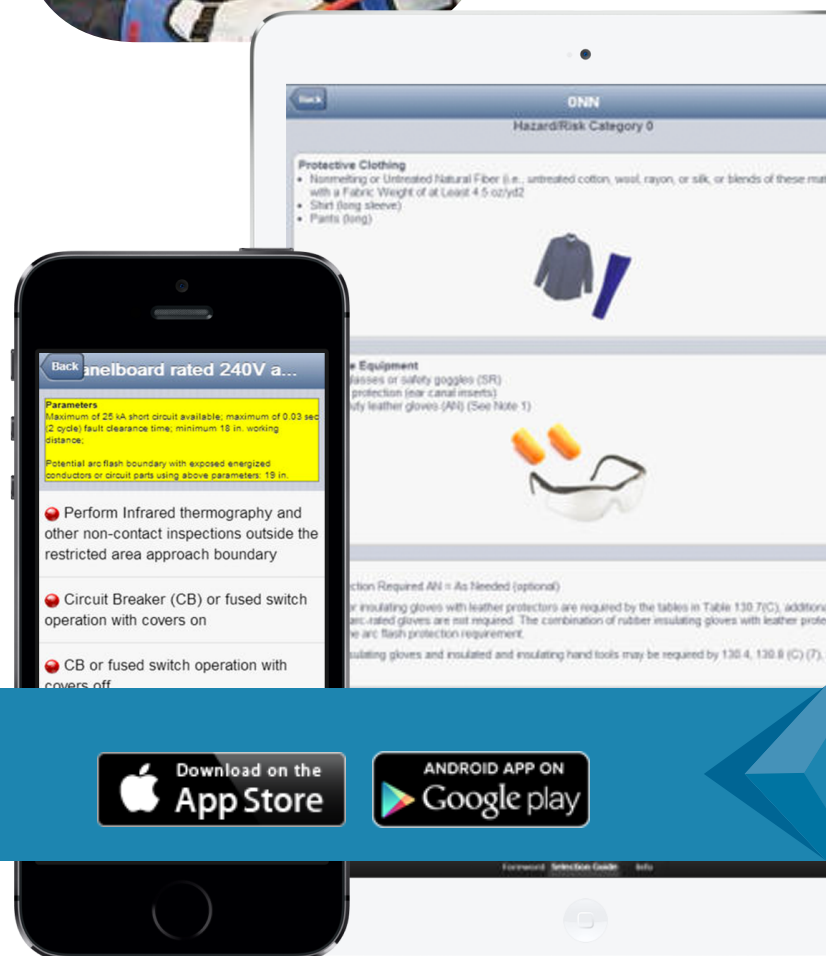 Back
0NN
Hazard/Risk Category 0
Protective Clothing
• Nonmelting or Untreated Natural Fiber (i.e., untreated cotton, wool, rayon, or silk, or blends of these mat
with a Fabric Weight of at Least 4.5 oz/yd2
• Shirt (long sleeve)
• Pants (long)
e Equipment
lasses or safety goggles (SR)
protection (ear canal inserts)
uty leather gloves (AN) (See Note 1)
ction Required AN = As Needed (optional)
r insulating gloves with leather protectors are required by the tables in Table 130.7(C), additiona
arc-rated gloves are not required. The combination of rubber insulating gloves with leather prote
e arc flash protection requirement.
sulating gloves and insulated and insulating hand tools may be required by 130.4, 130.8 (C) (7),
Back
anelboard rated 240V a...
Parameters
Maximum of 25 kA short circuit available; maximum of 0.03 sec
(2 cycle) fault clearance time; minimum 18 in. working
distance;
Potential arc flash boundary with exposed energized
conductors or circuit parts using above parameters: 19 in.
Perform Infrared thermography and
other non-contact inspections outside the
restricted area approach boundary
Circuit Breaker (CB) or fused switch
operation with covers on
CB or fused switch operation with
covers off
Download on the
App Store
ANDROID APP ON
Google play
Foreword Selection Guide Info